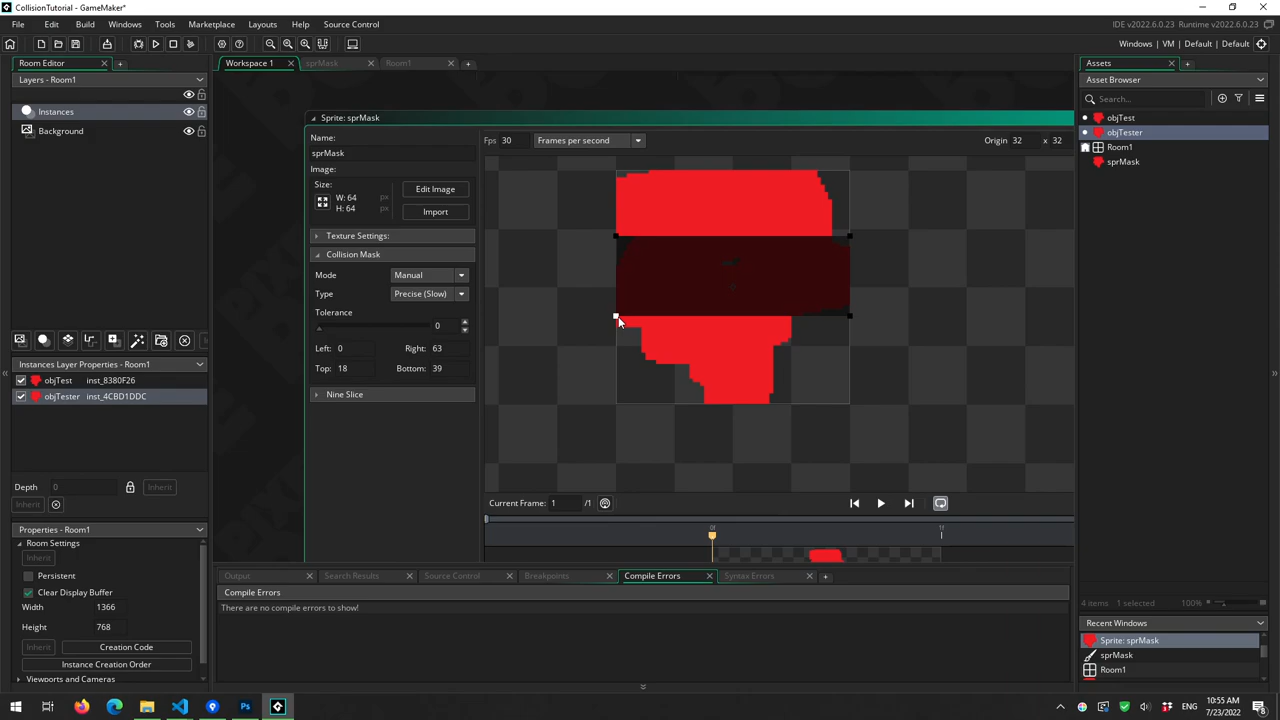 CollisionTutorial - GameMaker*
File Edit Build Windows Tools Marketplace Layouts Help Source Control
IDE v2022.6.0.23 Runtime v2022.6.0.23
Windows | VM | Default | Default
Room Editor
Layers - Room1
Instances
Background
Workspace 1 sprMask Room1
Sprite: sprMask
Name:
sprMask
Image:
Size:
W: 64 px
H: 64 px
Edit Image
Import
Texture Settings:
Collision Mask
Mode Manual
Type Precise (Slow)
Tolerance
0
Left: 0 Right: 63
Top: 18 Bottom: 39
Nine Slice
Fps 30 Frames per second Origin 32 x 32
Current Frame: 1 /1
0f 1f
Instances Layer Properties - Room1
objTest inst_8380F26
objTester inst_4CBD1DDC
Depth 0 Inherit
Inherit
Properties - Room1
Room Settings
Inherit
Persistent
Clear Display Buffer
Width 1366
Height 768
Inherit Creation Code
Instance Creation Order
Viewports and Cameras
Output Search Results Source Control Breakpoints Compile Errors Syntax Errors
Compile Errors
There are no compile errors to show!
Assets
Asset Browser
Search...
objTest
objTester
Room1
sprMask
4 items 1 selected 100%
Recent Windows
Sprite: sprMask
sprMask
Room1
ENG
10:55 AM
7/23/2022
8